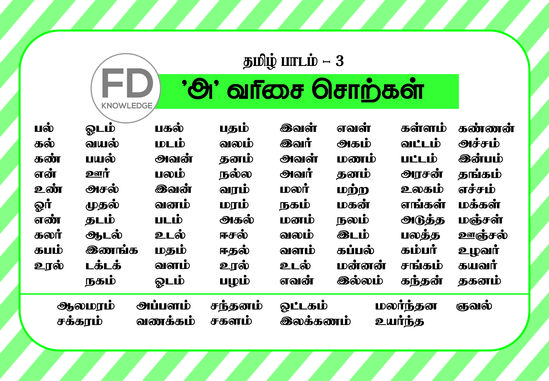 தமிழ் பாடம் – 3
FD
KNOWLEDGE
'அ' வரிசை சொற்கள்
பல் ஓடம் பகல் பதம் இவள் எவள் கள்ளம் கண்ணன்
கல் வயல் மடம் வலம் இவர் அகம் வட்டம் அச்சம்
கண் பயல் அவன் தனம் அவள் மணம் பட்டம் இன்பம்
என் ஊர் பலம் நல்ல அவர் தனம் அரசன் தங்கம்
உண் அசல் இவன் வரம் மலர் மற்ற உலகம் எச்சம்
ஓர் முதல் வனம் மரம் நகம் மகன் எங்கள் மக்கள்
எண் தடம் படம் அகல் மனம் நலம் அடுத்த மஞ்சள்
கலர் ஆடல் உடல் ஈசல் வலம் இடம் பலத்த ஊஞ்சல்
கபம் இணங்க மதம் ஈதல் வளம் கப்பல் கம்பர் உழவர்
உரல் டக்டக் வளம் உரல் உடல் மன்னன் சங்கம் கயவர்
நகம் ஓடம் பழம் எவன் இல்லம் கந்தன் தகனம்
ஆலமரம் அப்பளம் சந்தனம் ஒட்டகம் மலர்ந்தன ஞவல்
சக்கரம் வணக்கம் சகளம் இலக்கணம் உயர்ந்த